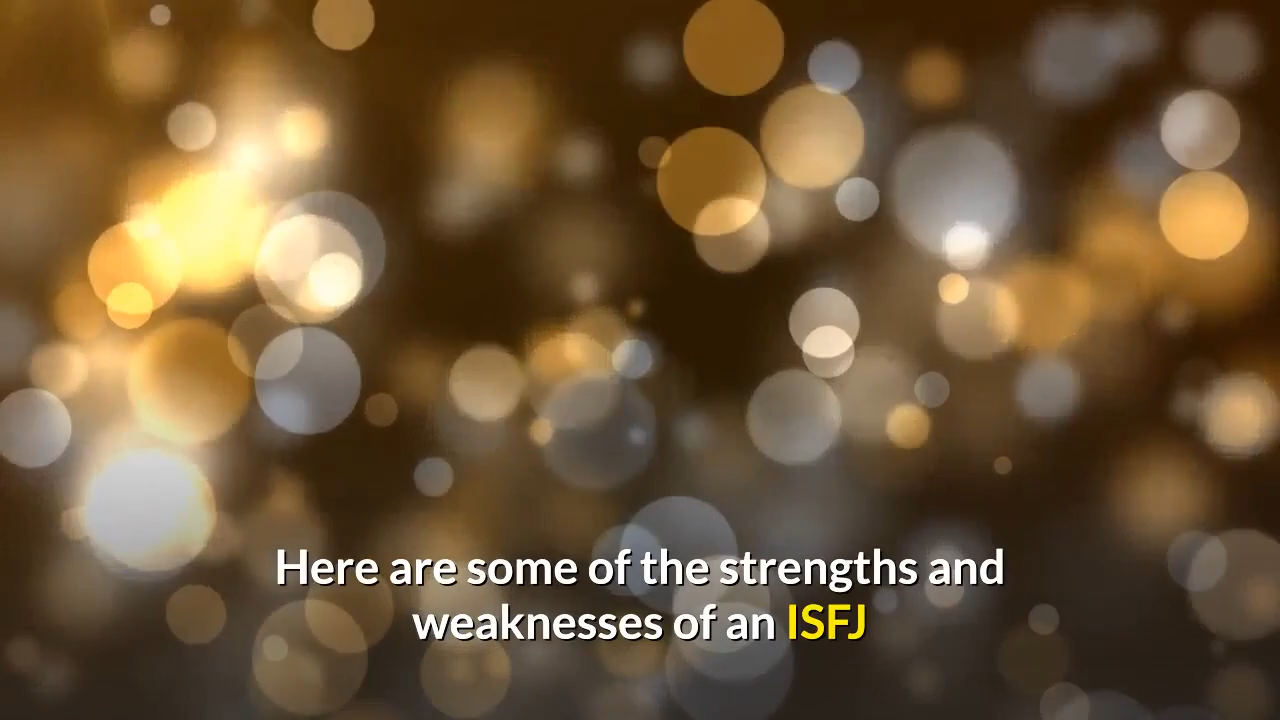 Here are some of the strengths and
weaknesses of an ISFJ